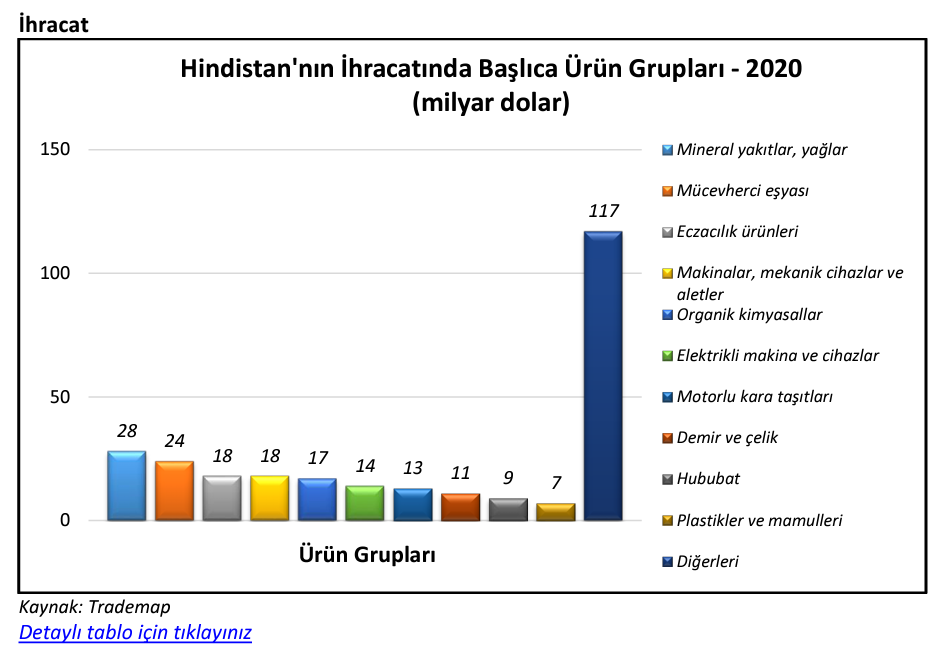 İhracat
Hindistan'nın İhracatında Başlıca Ürün Grupları - 2020
(milyar dolar)
150
100
50
0
28
24
18
18
17
14
13
11
9
7
117
Ürün Grupları
Mineral yakıtlar, yağlar
Mücevherci eşyası
Eczacılık ürünleri
Makinalar, mekanik cihazlar ve
aletler
Organik kimyasallar
Elektrikli makina ve cihazlar
Motorlu kara taşıtları
Demir ve çelik
Hububat
Plastikler ve mamulleri
Diğerleri
Kaynak: Trademap
Detaylı tablo için tıklayınız